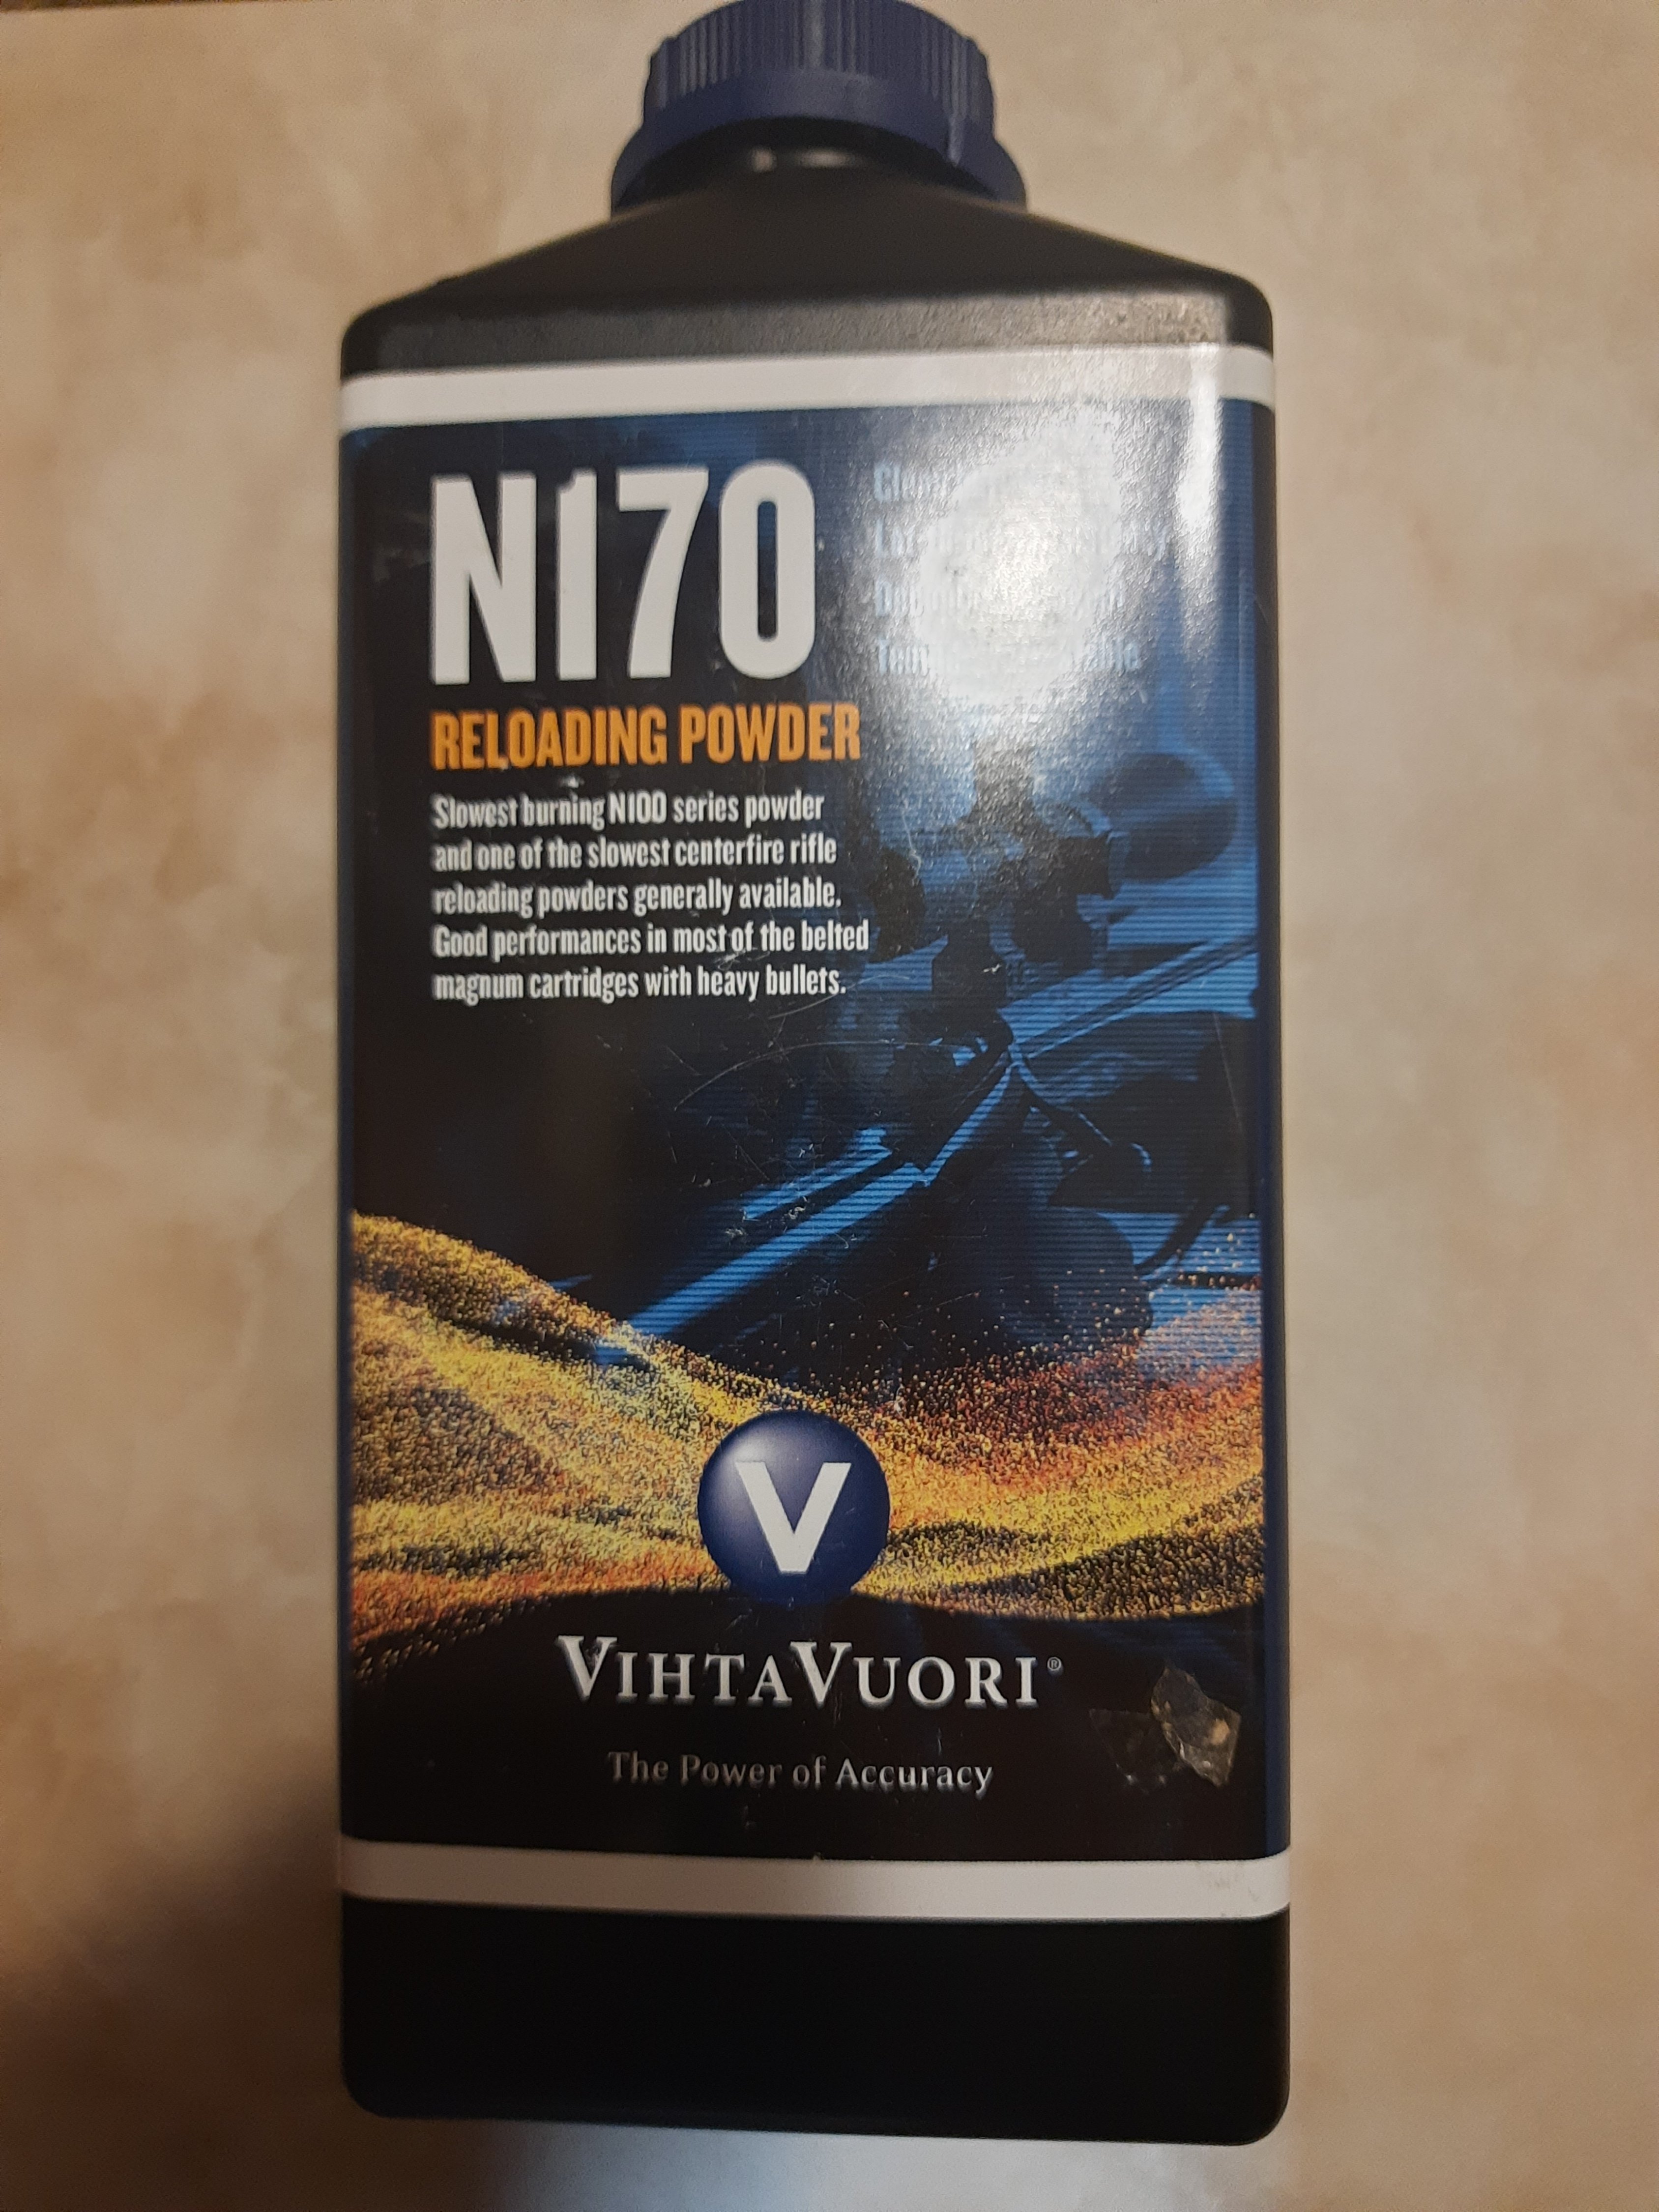 N170
RELOADING POWDER
Slowest burning N100 series powder
and one of the slowest centerfire rifle
reloading powders generally available.
Good performances in most of the belted
magnum cartridges with heavy bullets.
V
VIHTAVUORI®
The Power of Accuracy